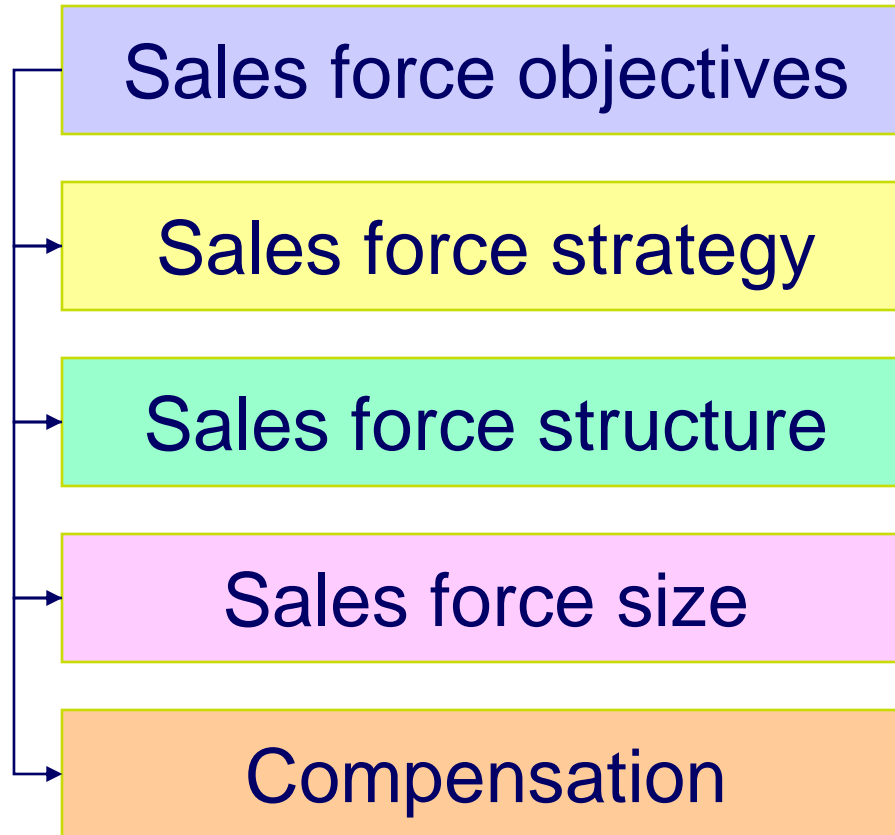 Sales force objectives
Sales force strategy
Sales force structure
Sales force size
Compensation